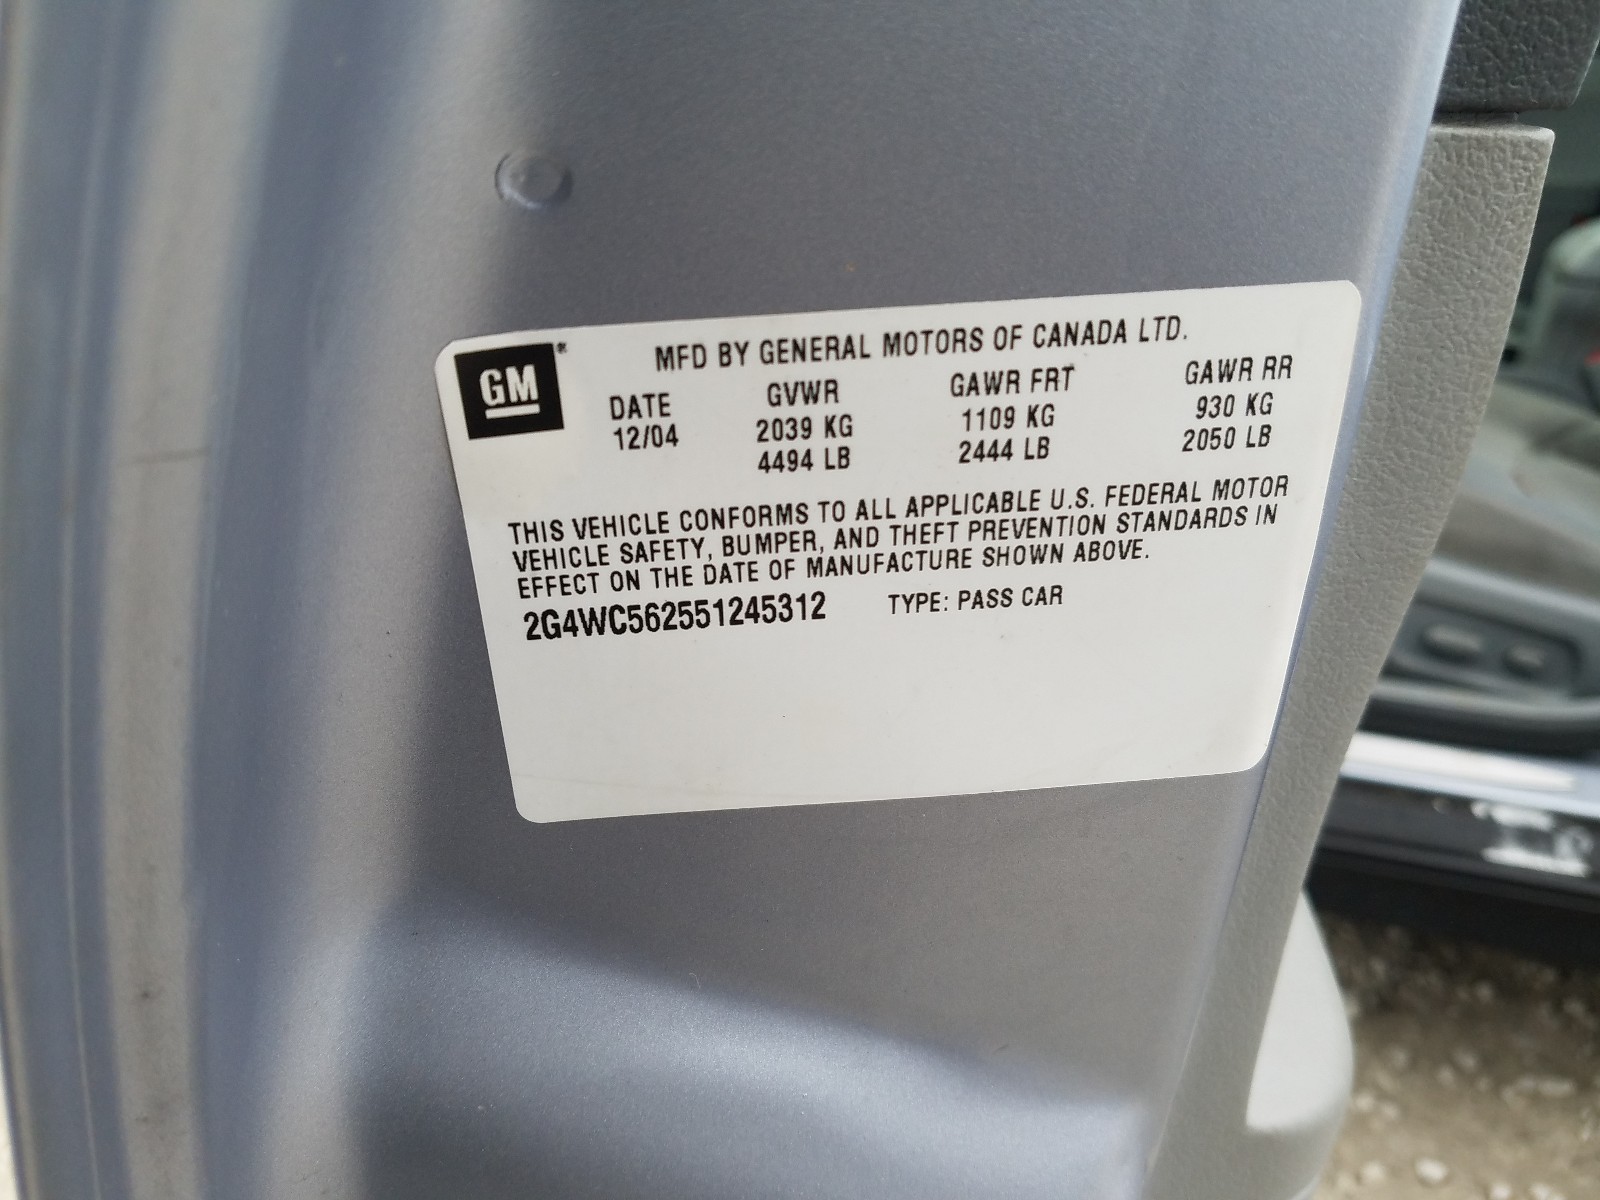 GM
MFD BY GENERAL MOTORS OF CANADA LTD.
DATE GVWR GAWR FRT GAWR RR
12/04 2039 KG 1109 KG 930 KG
4494 LB 2444 LB 2050 LB
THIS VEHICLE CONFORMS TO ALL APPLICABLE U.S. FEDERAL MOTOR
VEHICLE SAFETY, BUMPER, AND THEFT PREVENTION STANDARDS IN
EFFECT ON THE DATE OF MANUFACTURE SHOWN ABOVE.
2G4WC562551245312 TYPE: PASS CAR